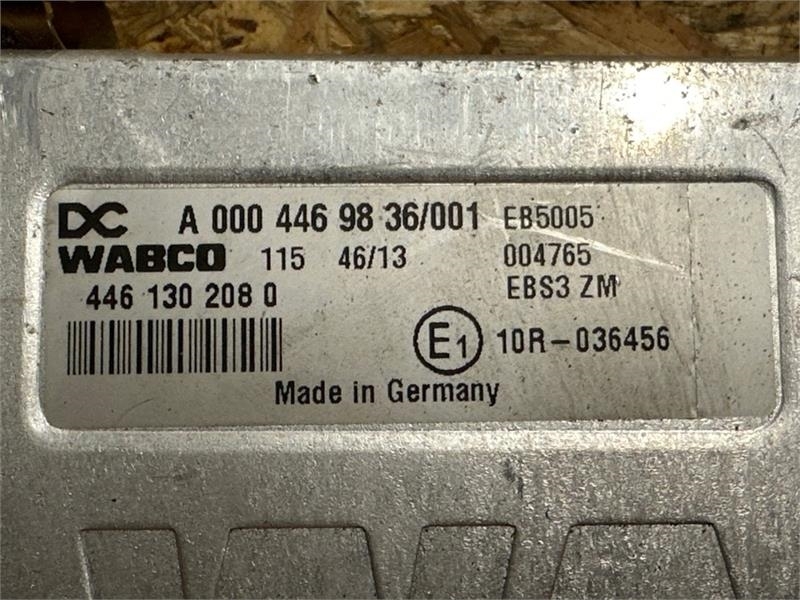 DC A 000 446 98 36/001 EB5005
WABCO 115 46/13 004765
446 130 208 0 EBS3 ZM
E1 10R-036456
Made in Germany